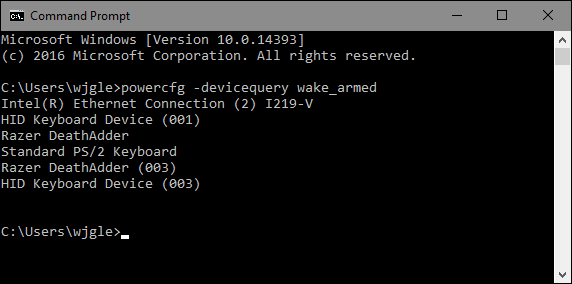 Command Prompt
Microsoft Windows [Version 10.0.14393]
(c) 2016 Microsoft Corporation. All rights reserved.
C:\Users\wjgle>powercfg -devicequery wake_armed
Intel(R) Ethernet Connection (2) I219-V
HID Keyboard Device (001)
Razer DeathAdder
Standard PS/2 Keyboard
Razer DeathAdder (003)
HID Keyboard Device (003)
C:\Users\wjgle>